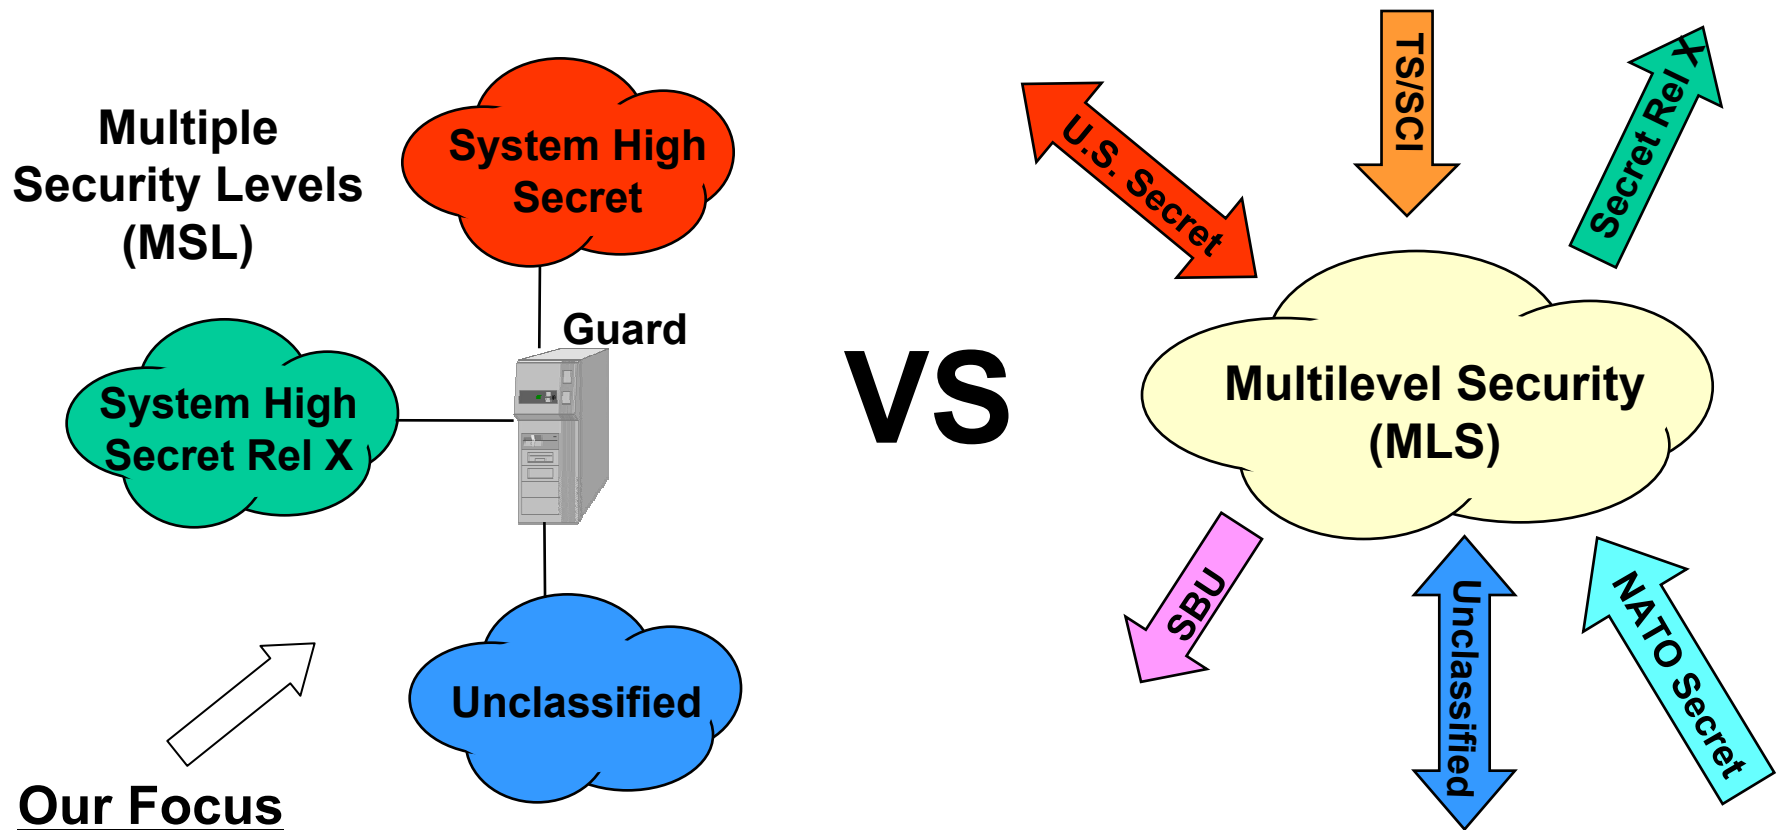 Multiple
Security Levels
(MSL)
System High
Secret
Guard
System High
Secret Rel X
Unclassified
Our Focus
VS
U.S. Secret
TS/SCI
Secret Rel X
Multilevel Security
(MLS)
SBU
Unclassified
NATO Secret